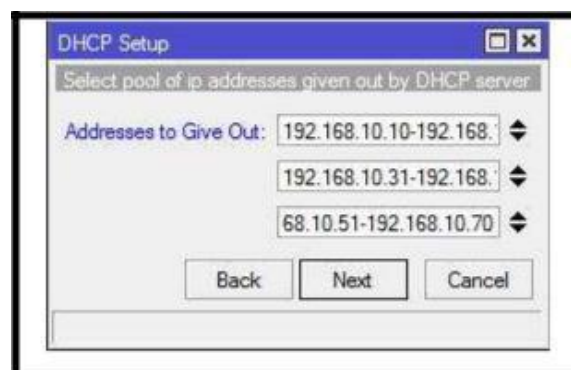 DHCP Setup
Select pool of ip addresses given out by DHCP server
Addresses to Give Out: 192.168.10.10-192.168.
192.168.10.31-192.168.
68.10.51-192.168.10.70
Back Next Cancel